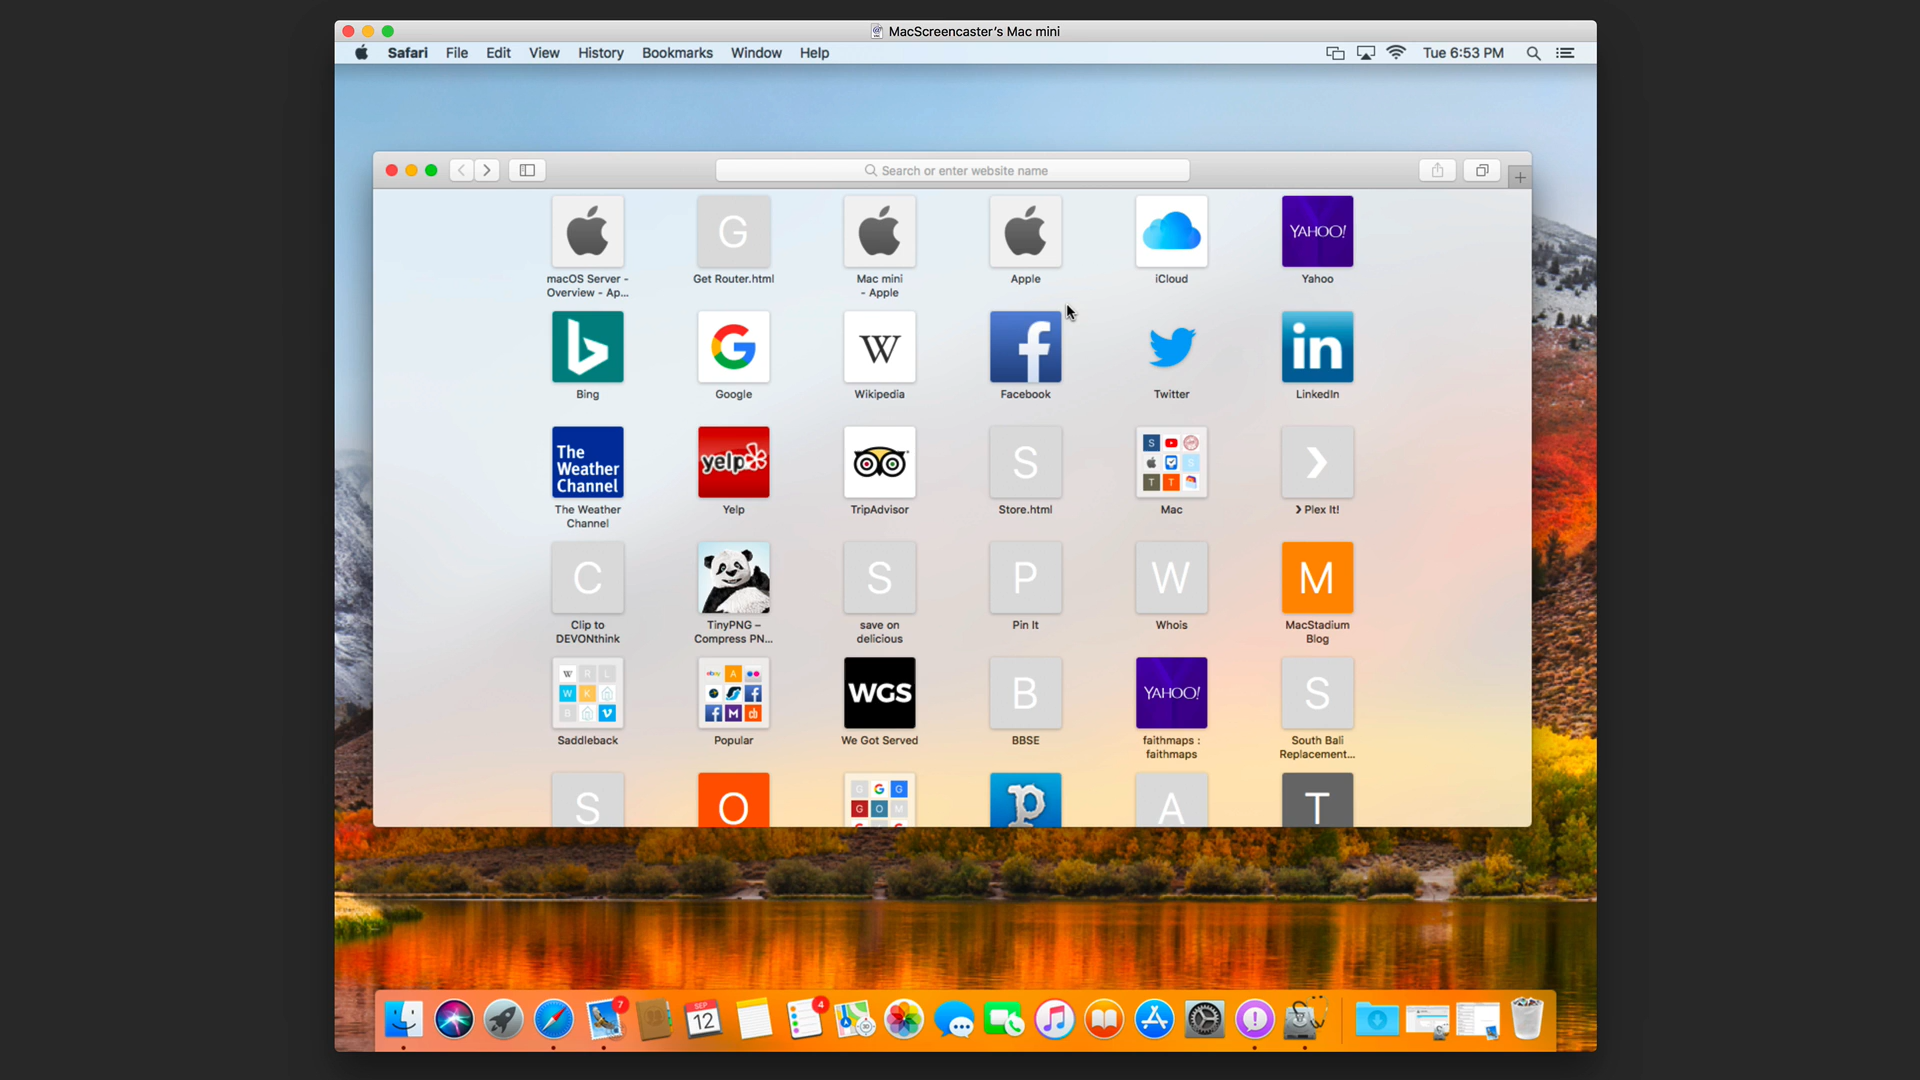 MacScreencaster's Mac mini
Safari File Edit View History Bookmarks Window Help Tue 6:53 PM
Search or enter website name
G YAHOO!
macOS Server - Overview - Ap...
Get Router.html
Mac mini - Apple
Apple
iCloud
Yahoo
b G W f in
Bing
Google
Wikipedia
Facebook
Twitter
LinkedIn
The Weather Channel
yelp
S
S
T T
The Weather Channel
Yelp
TripAdvisor
Store.html
Mac
❯ Plex It!
C S P W M
Clip to DEVONthink
TinyPNG – Compress PN...
save on delicious
Pin It
Whois
MacStadium Blog
W R L
W K
B
ebay A
f
f M
WGS
B
YAHOO!
S
Saddleback
Popular
We Got Served
BBSE
faithmaps : faithmaps
South Bali Replacement...
S O
G G G
G O M
P A T
7
SEP
12
4